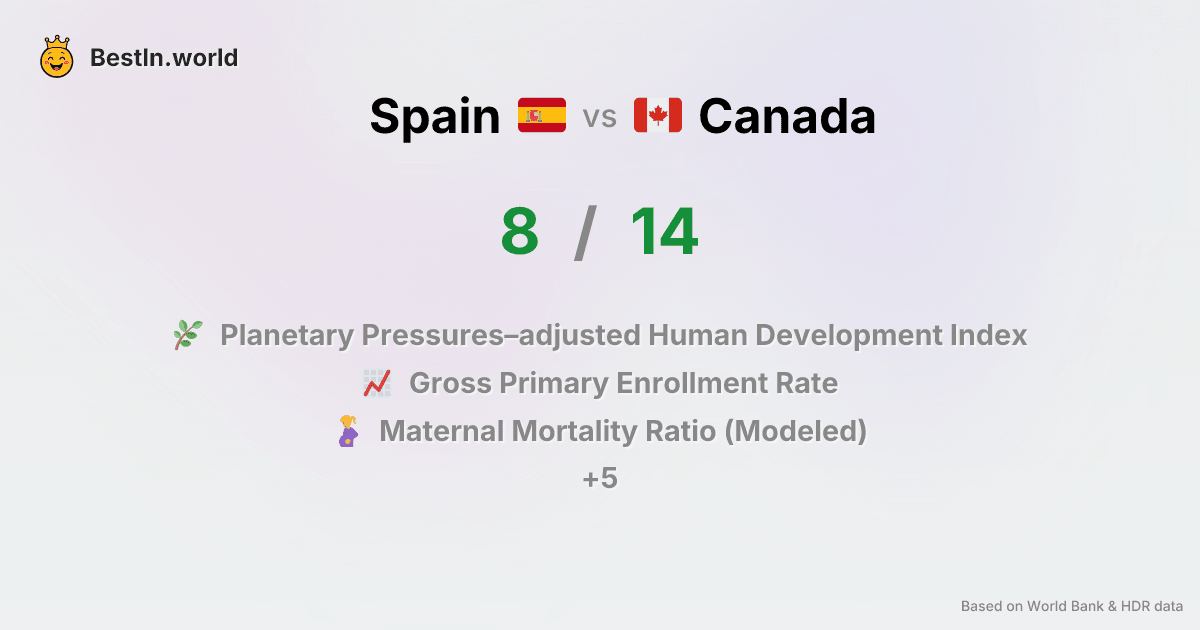 BestIn.world
Spain vs Canada
8 / 14
Planetary Pressures–adjusted Human Development Index
Gross Primary Enrollment Rate
Maternal Mortality Ratio (Modeled)
+5
Based on World Bank & HDR data